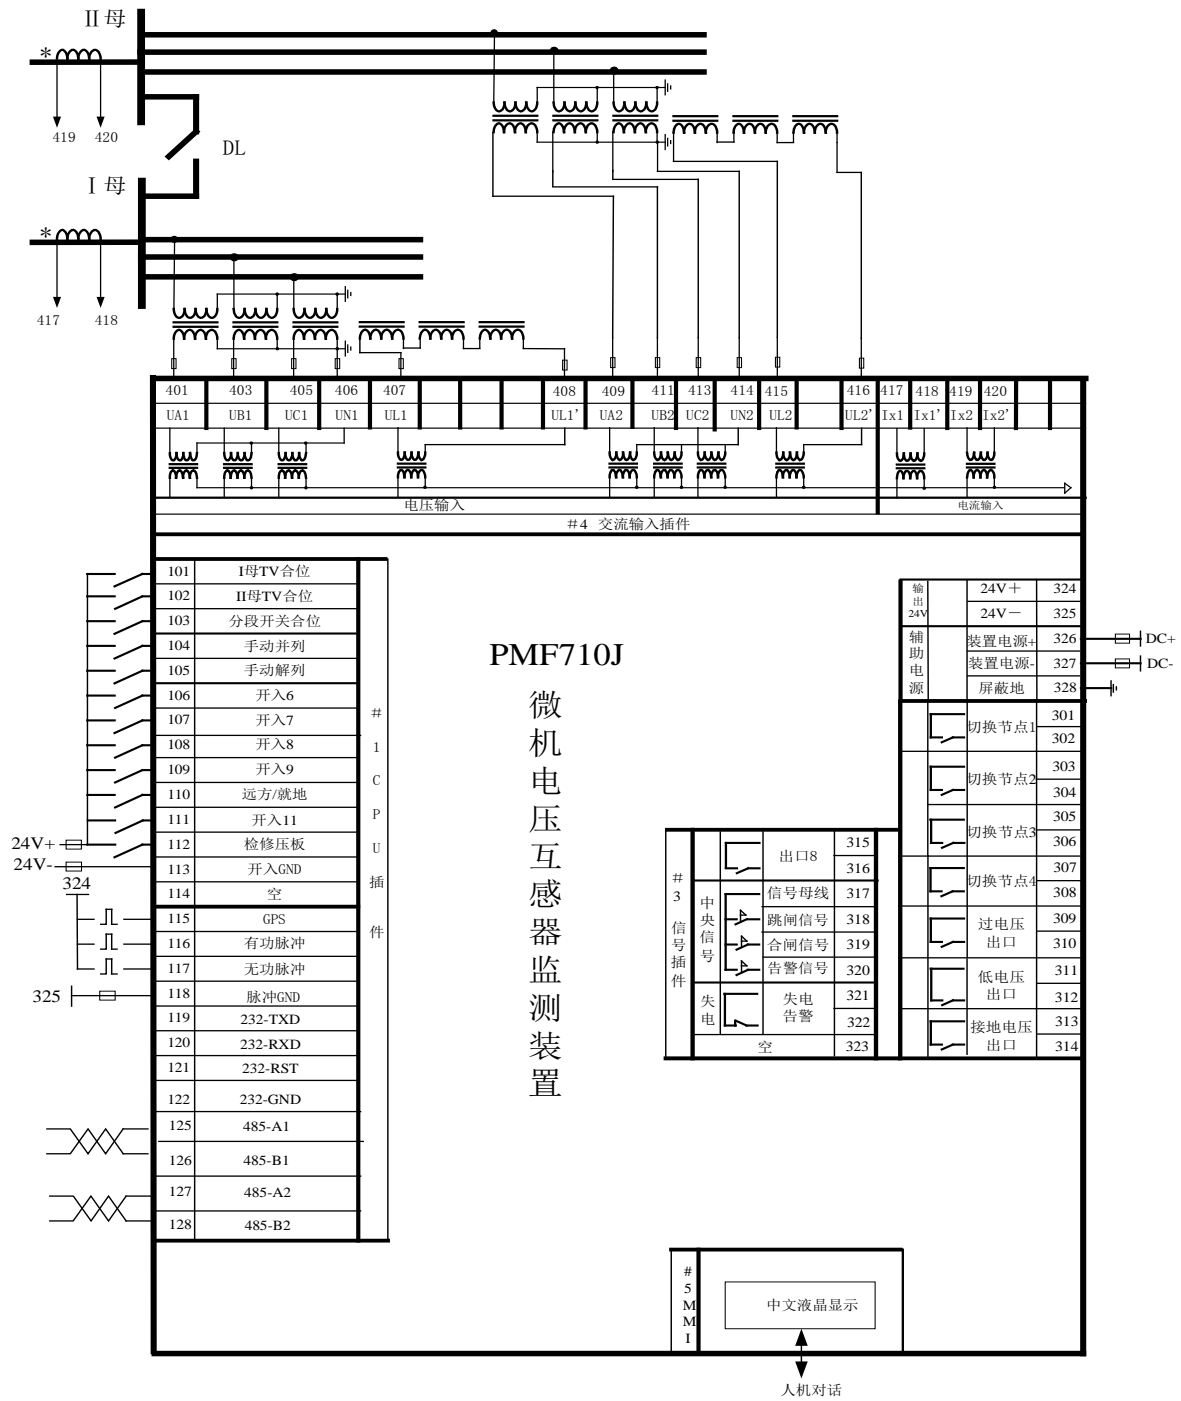 II母
*
419 420
DL
I母
*
417 418
401 403 405 406 407 408 409 411 413 414 415 416 417 418 419 420
UA1 UB1 UC1 UN1 UL1 UL1' UA2 UB2 UC2 UN2 UL2 UL2' Ix1 Ix1' Ix2 Ix2'
电压输入 电流输入
#4 交流输入插件
PMF710J
微机电压互感器监测装置
#1CPU插件
101 I母TV合位
102 II母TV合位
103 分段开关合位
104 手动并列
105 手动解列
106 开入6
107 开入7
108 开入8
109 开入9
110 远方/就地
111 开入11
24V+ 112 检修压板
24V- 113 开入GND
324
114 空
115 GPS
116 有功脉冲
117 无功脉冲
325 118 脉冲GND
119 232-TXD
120 232-RXD
121 232-RST
122 232-GND
125 485-A1
126 485-B1
127 485-A2
128 485-B2
输出24V
24V+ 324
24V- 325
辅助电源
装置电源+ 326 DC+
装置电源- 327 DC-
屏蔽地 328
切换节点1 301
302
切换节点2 303
304
切换节点3 305
306
切换节点4 307
308
过电压出口 309
310
低电压出口 311
312
接地电压出口 313
314
#3信号插件
出口8 315
316
中央信号
信号母线 317
跳闸信号 318
合闸信号 319
告警信号 320
失电
失电告警 321
322
空 323
#5MMI
中文液晶显示
人机对话